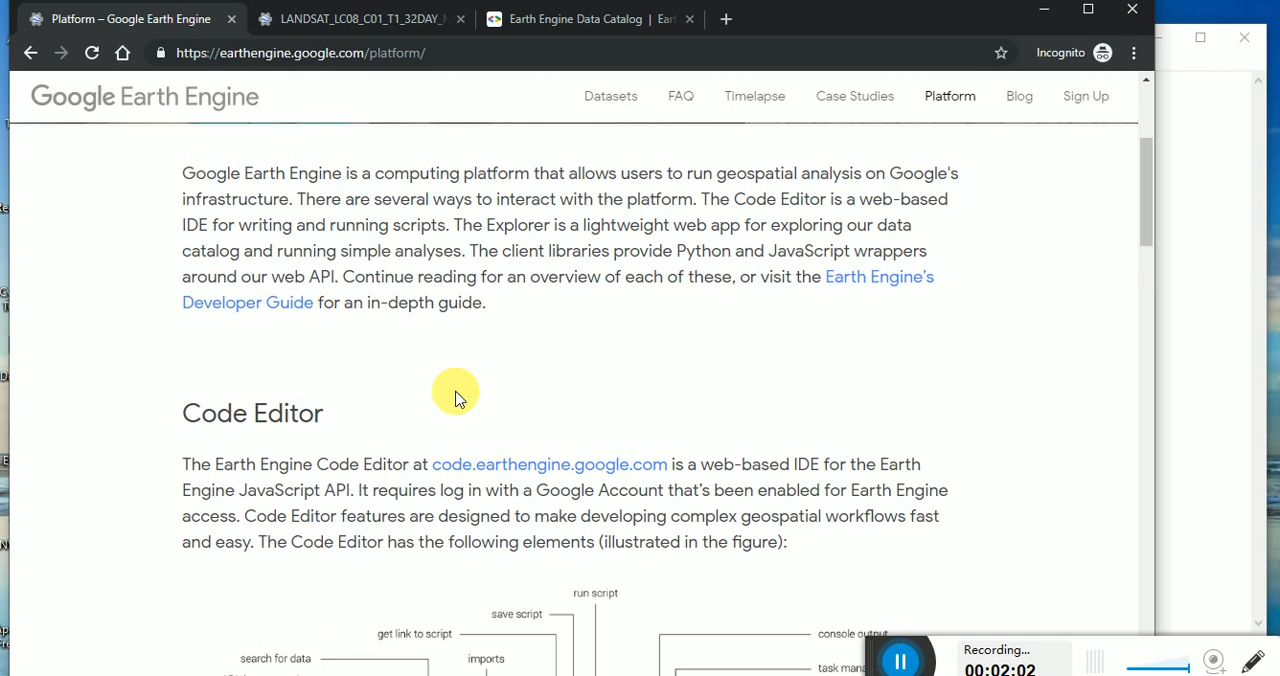 Platform – Google Earth Engine
LANDSAT_LC08_C01_T1_32DAY_
Earth Engine Data Catalog | Ear
https://earthengine.google.com/platform/
Incognito
Google Earth Engine
Datasets
FAQ
Timelapse
Case Studies
Platform
Blog
Sign Up
Google Earth Engine is a computing platform that allows users to run geospatial analysis on Google's
infrastructure. There are several ways to interact with the platform. The Code Editor is a web-based
IDE for writing and running scripts. The Explorer is a lightweight web app for exploring our data
catalog and running simple analyses. The client libraries provide Python and JavaScript wrappers
around our web API. Continue reading for an overview of each of these, or visit the Earth Engine's
Developer Guide for an in-depth guide.
Code Editor
The Earth Engine Code Editor at code.earthengine.google.com is a web-based IDE for the Earth
Engine JavaScript API. It requires log in with a Google Account that's been enabled for Earth Engine
access. Code Editor features are designed to make developing complex geospatial workflows fast
and easy. The Code Editor has the following elements (illustrated in the figure):
run script
save script
get link to script
console output
search for data
imports
task mana
Recording...
00:02:02